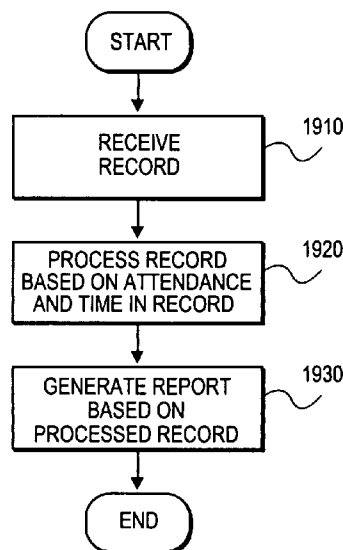 START
RECEIVE
RECORD
1910
PROCESS RECORD
BASED ON ATTENDANCE
AND TIME IN RECORD
1920
GENERATE REPORT
BASED ON
PROCESSED RECORD
1930
END